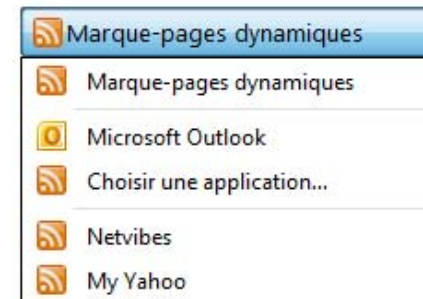 Marque-pages dynamiques
Marque-pages dynamiques
Microsoft Outlook
Choisir une application...
Netvibes
My Yahoo